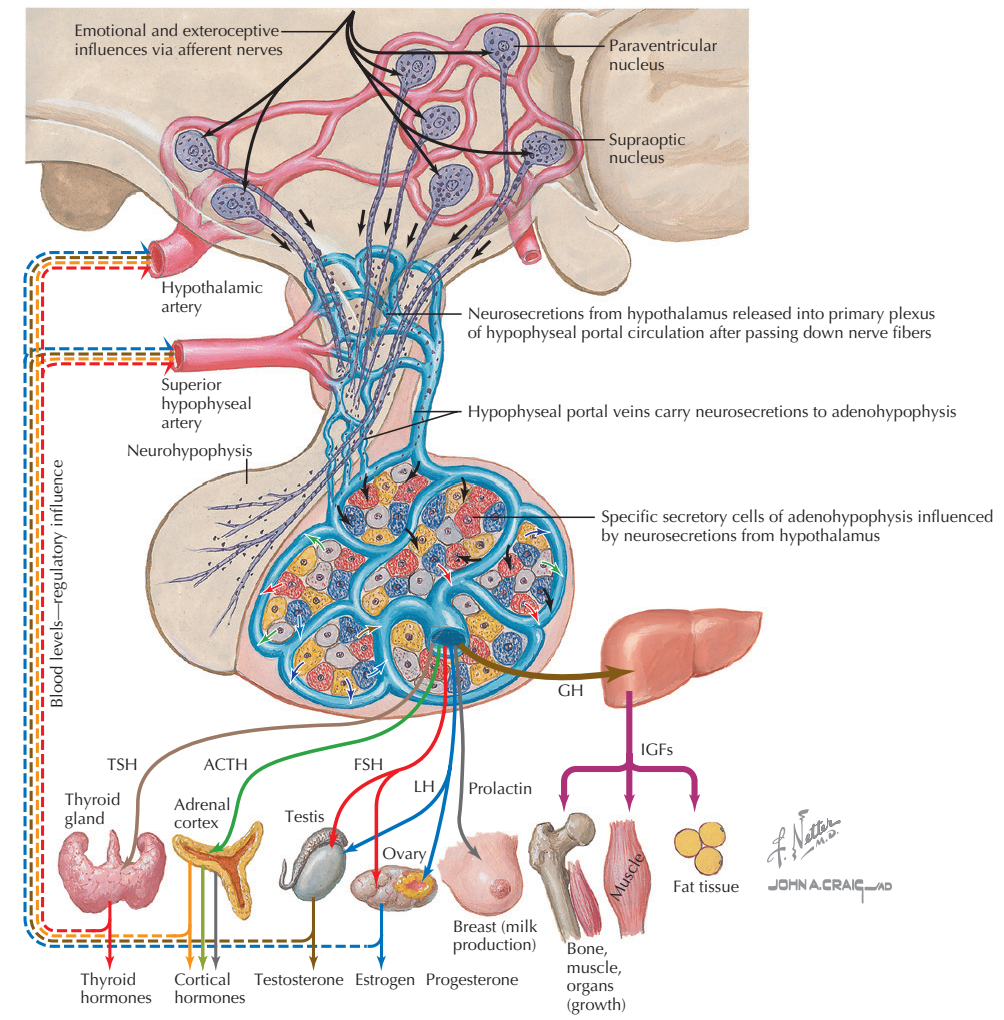 Emotional and exteroceptive
influences via afferent nerves
Paraventricular
nucleus
Supraoptic
nucleus
Hypothalamic
artery
Neurosecretions from hypothalamus released into primary plexus
of hypophyseal portal circulation after passing down nerve fibers
Superior
hypophyseal
artery
Hypophyseal portal veins carry neurosecretions to adenohypophysis
Neurohypophysis
Blood levels—regulatory influence
Specific secretory cells of adenohypophysis influenced
by neurosecretions from hypothalamus
GH
IGFs
TSH
ACTH
FSH
LH
Prolactin
Thyroid
gland
Adrenal
cortex
Testis
Ovary
Breast (milk
production)
Muscle
Bone,
muscle,
organs
(growth)
Fat tissue
F. Netter
M.D.
JOHN A. CRAIG—AD
Thyroid
hormones
Cortical
hormones
Testosterone
Estrogen
Progesterone